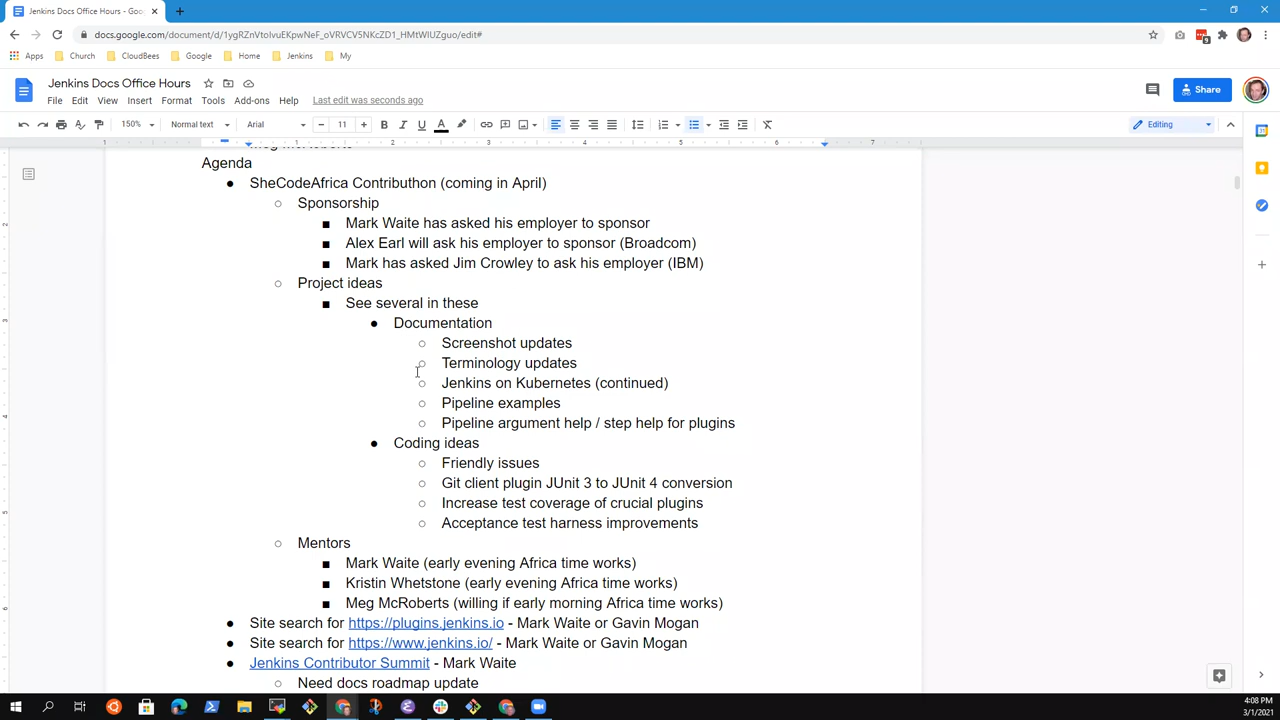 Jenkins Docs Office Hours - Goo
docs.google.com/document/d/1ygRZnVtoIvuEKpwNeF_oVRVCV5NKcZD1_HMtWIUZguo/edit#
Apps Church CloudBees Google Home Jenkins My
Jenkins Docs Office Hours
File Edit View Insert Format Tools Add-ons Help Last edit was seconds ago
Share
150% Normal text Arial 11 Editing
1 1 2 3 4 5 6 7
Agenda
SheCodeAfrica Contributhon (coming in April)
Sponsorship
Mark Waite has asked his employer to sponsor
Alex Earl will ask his employer to sponsor (Broadcom)
Mark has asked Jim Crowley to ask his employer (IBM)
Project ideas
See several in these
Documentation
Screenshot updates
Terminology updates
Jenkins on Kubernetes (continued)
Pipeline examples
Pipeline argument help / step help for plugins
Coding ideas
Friendly issues
Git client plugin JUnit 3 to JUnit 4 conversion
Increase test coverage of crucial plugins
Acceptance test harness improvements
Mentors
Mark Waite (early evening Africa time works)
Kristin Whetstone (early evening Africa time works)
Meg McRoberts (willing if early morning Africa time works)
Site search for https://plugins.jenkins.io - Mark Waite or Gavin Mogan
Site search for https://www.jenkins.io/ - Mark Waite or Gavin Mogan
Jenkins Contributor Summit - Mark Waite
Need docs roadmap update
4:08 PM
3/1/2021